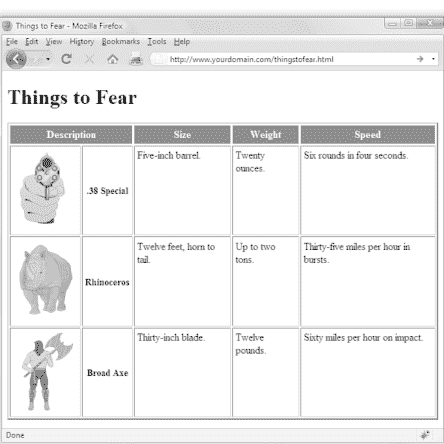 Things to Fear - Mozilla Firefox
File Edit View History Bookmarks Tools Help
http://www.yourdomain.com/thingstofear.html
Things to Fear
Description Size Weight Speed
.38 Special Five-inch barrel. Twenty ounces. Six rounds in four seconds.
Rhinoceros Twelve feet, horn to tail. Up to two tons. Thirty-five miles per hour in bursts.
Broad Axe Thirty-inch blade. Twelve pounds. Sixty miles per hour on impact.
Done